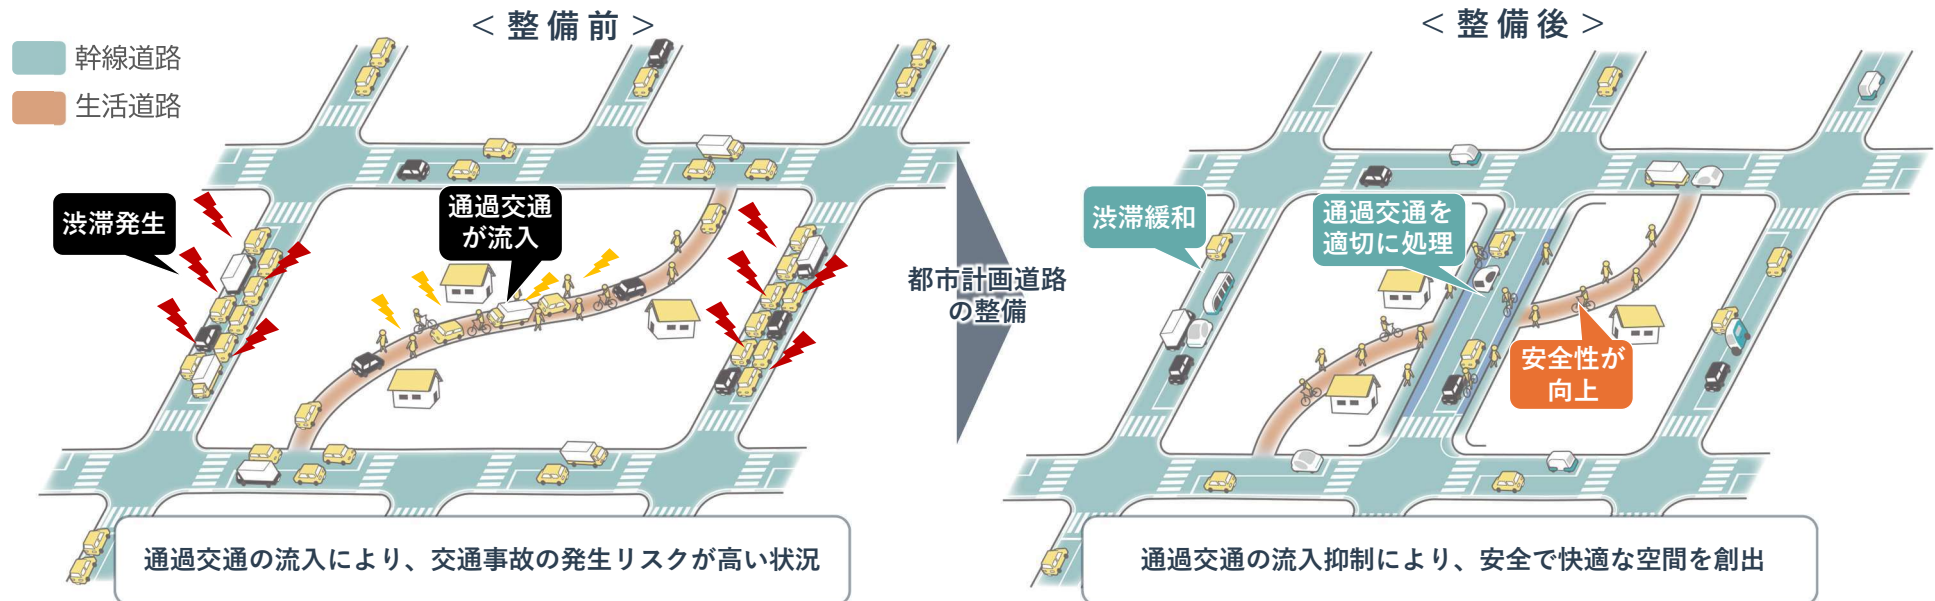 ＜整備前＞
幹線道路
生活道路
渋滞発生
通過交通
が流入
通過交通の流入により、交通事故の発生リスクが高い状況
都市計画道路
の整備
＜整備後＞
渋滞緩和
通過交通を
適切に処理
安全性が
向上
通過交通の流入抑制により、安全で快適な空間を創出